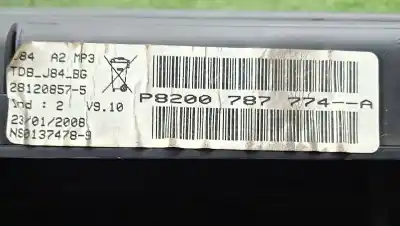 J84 A2 MP3
TDB_J84_BG
28120857-5
Ind : 2 V9.10
23/01/2008
NS0137478-9
P8200 787 774--A